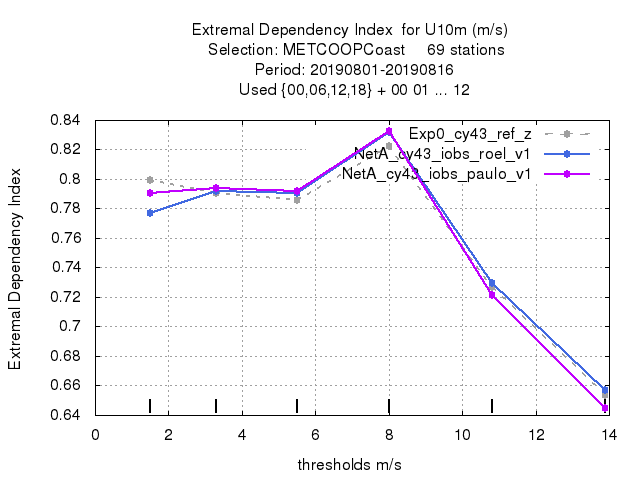 Extremal Dependency Index  for U10m (m/s)
Selection: METCOOPCoast     69 stations
Period: 20190801-20190816
Used {00,06,12,18} + 00 01 ... 12
Exp0_cy43_ref_z
NetA_cy43_iobs_roel_v1
NetA_cy43_iobs_paulo_v1
Extremal Dependency Index
0.84
0.82
0.8
0.78
0.76
0.74
0.72
0.7
0.68
0.66
0.64
0 2 4 6 8 10 12 14
thresholds m/s